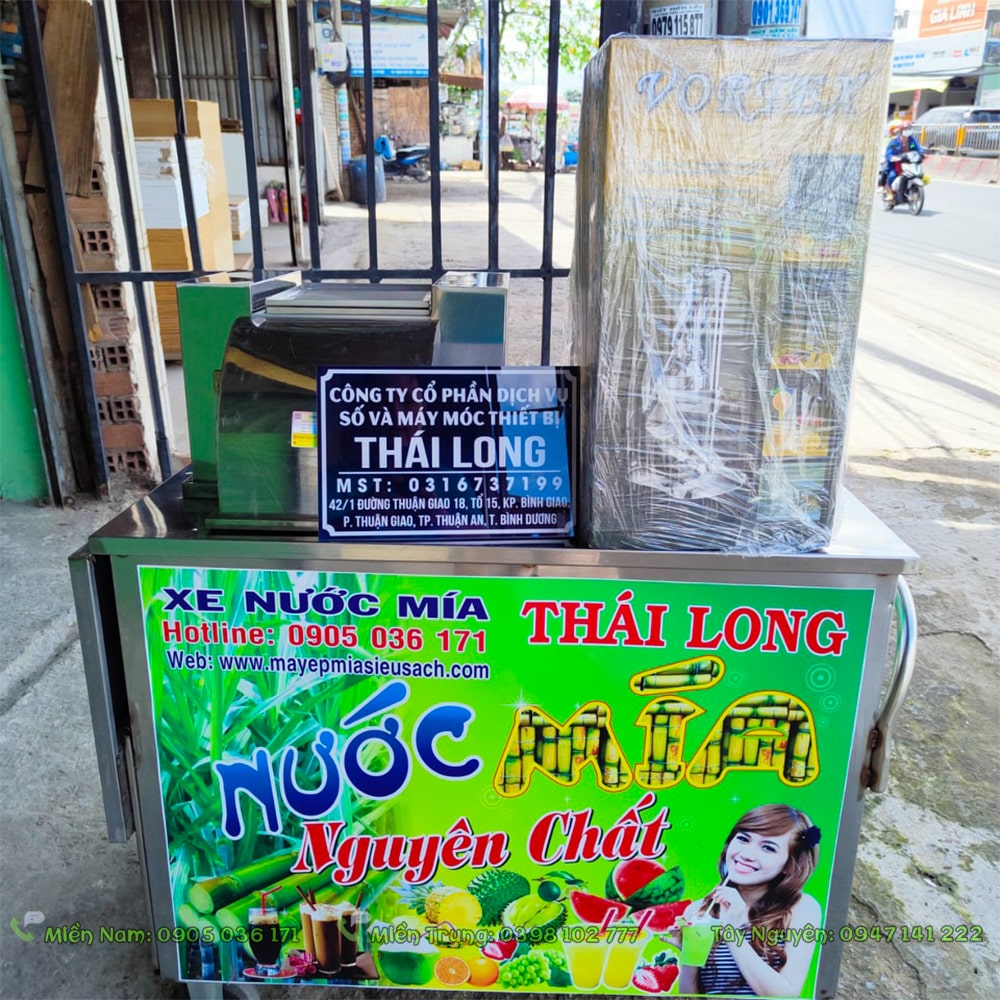 0979115877
GIA LINH
VORTEX
CÔNG TY CỔ PHẦN DỊCH VỤ
SỐ VÀ MÁY MÓC THIẾT BỊ
THÁI LONG
MST: 0316737199
42/1 ĐƯỜNG THUẬN GIAO 18, TỔ 15, KP. BÌNH GIAO,
P. THUẬN GIAO, TP. THUẬN AN, T. BÌNH DƯƠNG
XE NƯỚC MÍA
Hotline: 0905 036 171
Web: www.mayepmiasieusach.com
THÁI LONG
NƯỚC MÍA
Nguyên Chất
Miền Nam: 0905 036 171
Miền Trung: 0398 102 777
Tây Nguyên: 0947 141 222